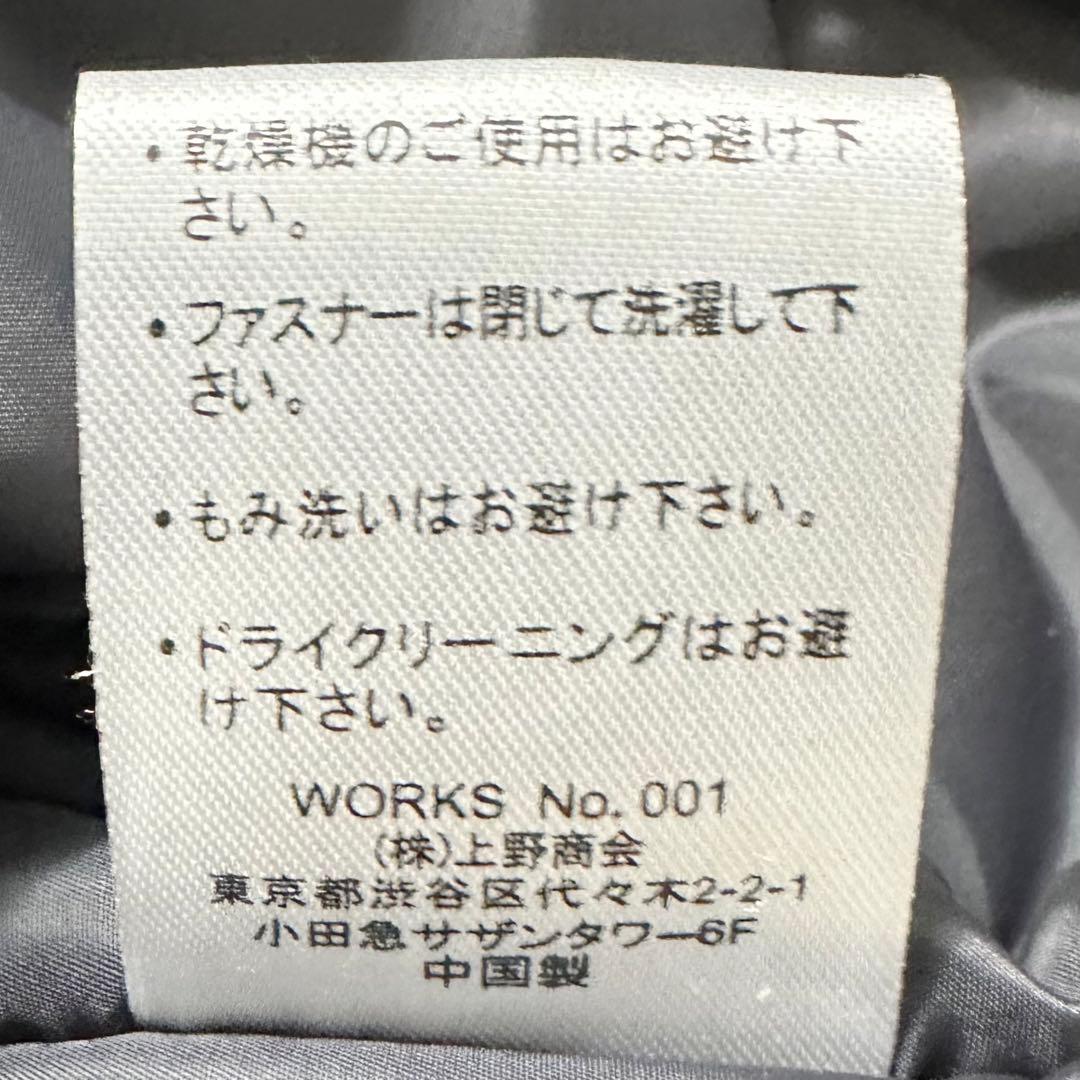 ・乾燥機のご使用はお避け下
さい。
・ファスナーは閉じて洗濯して下
さい。
・もみ洗いはお避け下さい。
・ドライクリーニングはお避
け下さい。
WORKS No. 001
(株)上野商会
東京都渋谷区代々木2-2-1
小田急サザンタワー6F
中国製